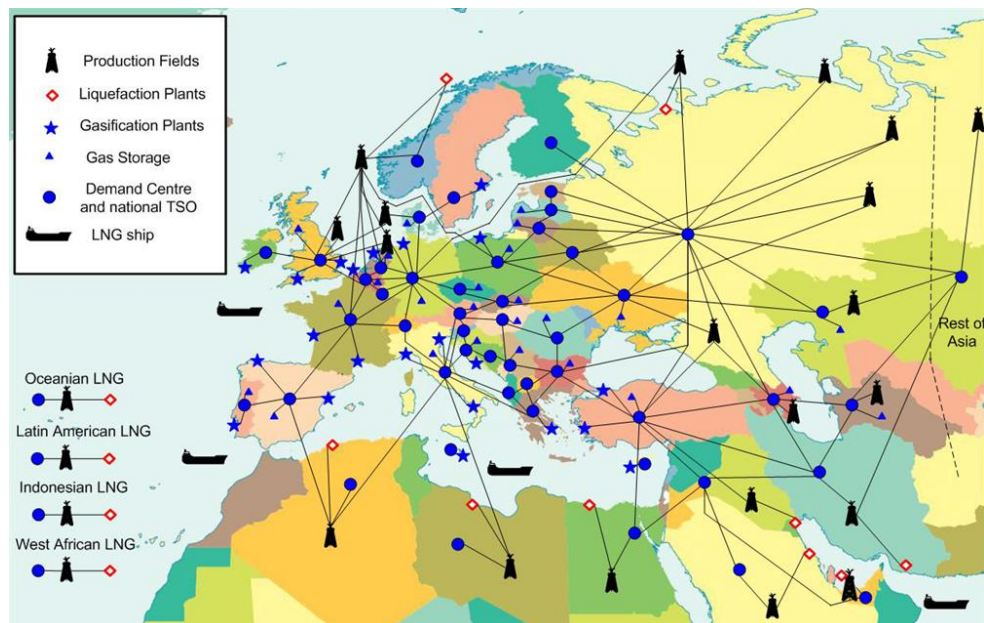 Production Fields
Liquefaction Plants
Gasification Plants
Gas Storage
Demand Centre
and national TSO
LNG ship
Rest of
Asia
Oceanian LNG
Latin American LNG
Indonesian LNG
West African LNG